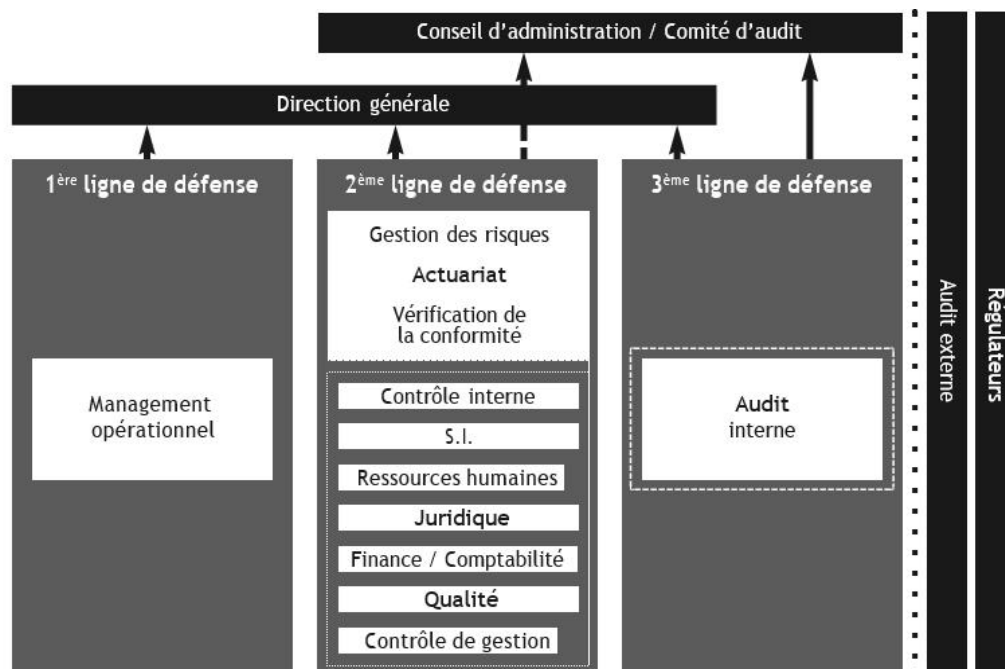 Conseil d'administration / Comité d'audit
Direction générale
1ère ligne de défense
Management
opérationnel
2ème ligne de défense
Gestion des risques
Actuariat
Vérification de
la conformité
Contrôle interne
S.I.
Ressources humaines
Juridique
Finance / Comptabilité
Qualité
Contrôle de gestion
3ème ligne de défense
Audit
interne
Audit externe
Régulateurs